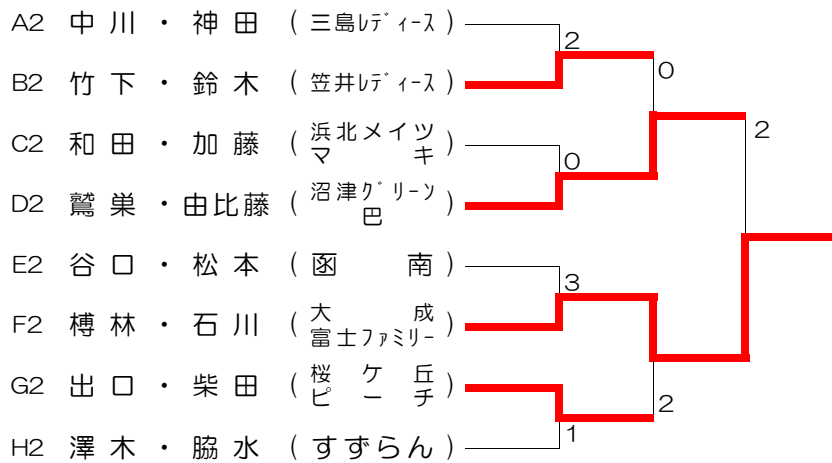 A2 中川・神田 (三島ﾚﾃﾞｨｰｽ)
2
B2 竹下・鈴木 (笠井ﾚﾃﾞｨｰｽ)
0
C2 和田・加藤 (浜北メイツ
マキ)
2
0
D2 鷲巣・由比藤 (沼津ｸﾞﾘｰﾝ
巴)
E2 谷口・松本 (函南)
3
F2 榑林・石川 (大成
富士ﾌｧﾐﾘｰ)
G2 出口・柴田 (桜ケ丘
ピーチ)
2
1
H2 澤木・脇水 (すずらん)